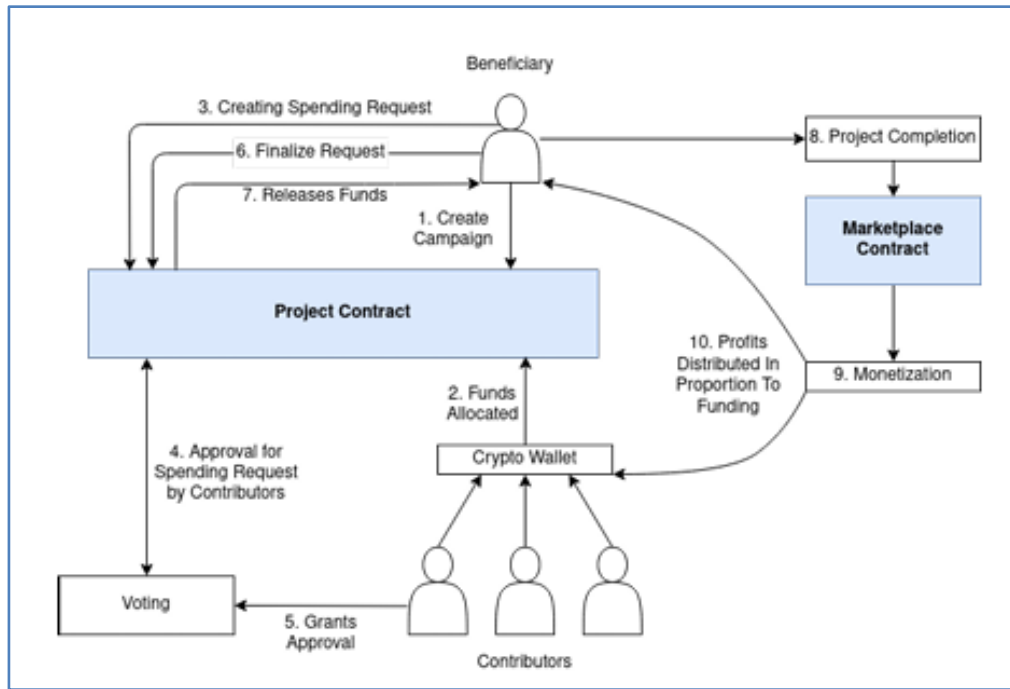 Beneficiary
3. Creating Spending Request
6. Finalize Request
7. Releases Funds
8. Project Completion
1. Create
Campaign
Marketplace
Contract
Project Contract
10. Profits
Distributed In
Proportion To
Funding
9. Monetization
2. Funds
Allocated
4. Approval for
Spending Request
by Contributors
Crypto Wallet
Voting
5. Grants
Approval
Contributors